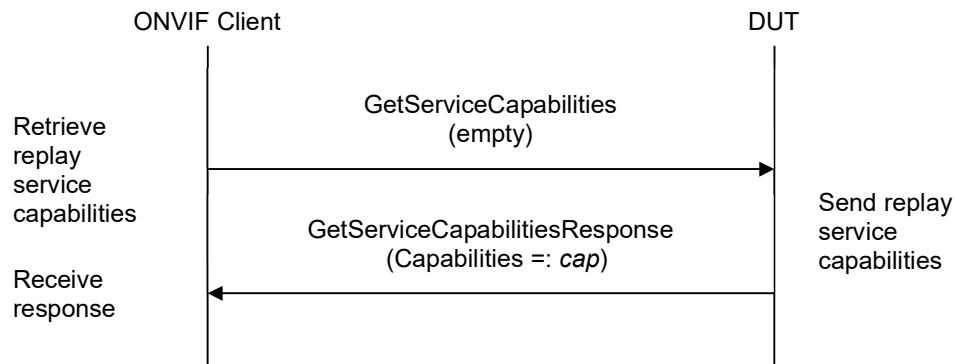 ONVIF Client
DUT
GetServiceCapabilities
(empty)
Retrieve
replay
service
capabilities
GetServiceCapabilitiesResponse
(Capabilities =: cap)
Send replay
service
capabilities
Receive
response